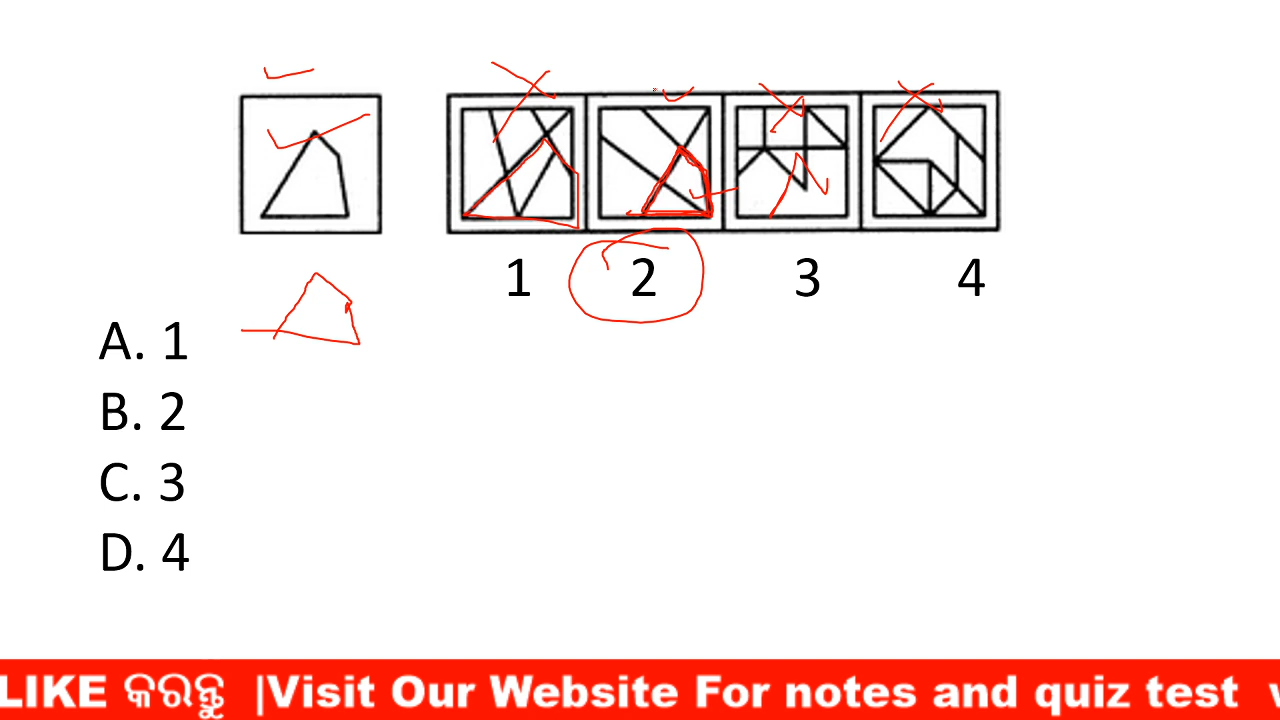 1 2 3 4
A. 1
B. 2
C. 3
D. 4
LIKE କରନ୍ତୁ |Visit Our Website For notes and quiz test